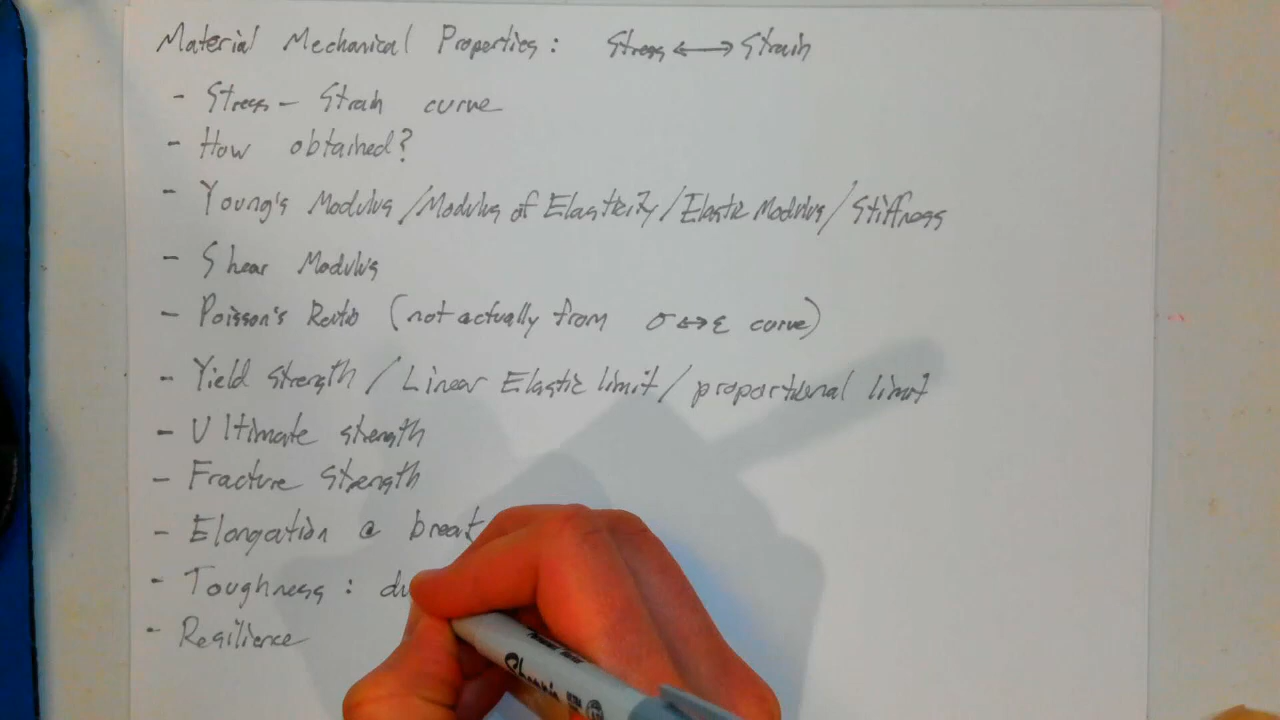 Material Mechanical Properties: Stress ⟷ Strain
- Stress - Strain curve
- How obtained?
- Young's Modulus / Modulus of Elasticity / Elastic Modulus / Stiffness
- Shear Modulus
- Poisson's Ratio (not actually from σ↔ε curve)
- Yield strength / Linear Elastic limit / proportional limit
- Ultimate strength
- Fracture strength
- Elongation @ break
- Toughness: du
- Resilience
Sharpie